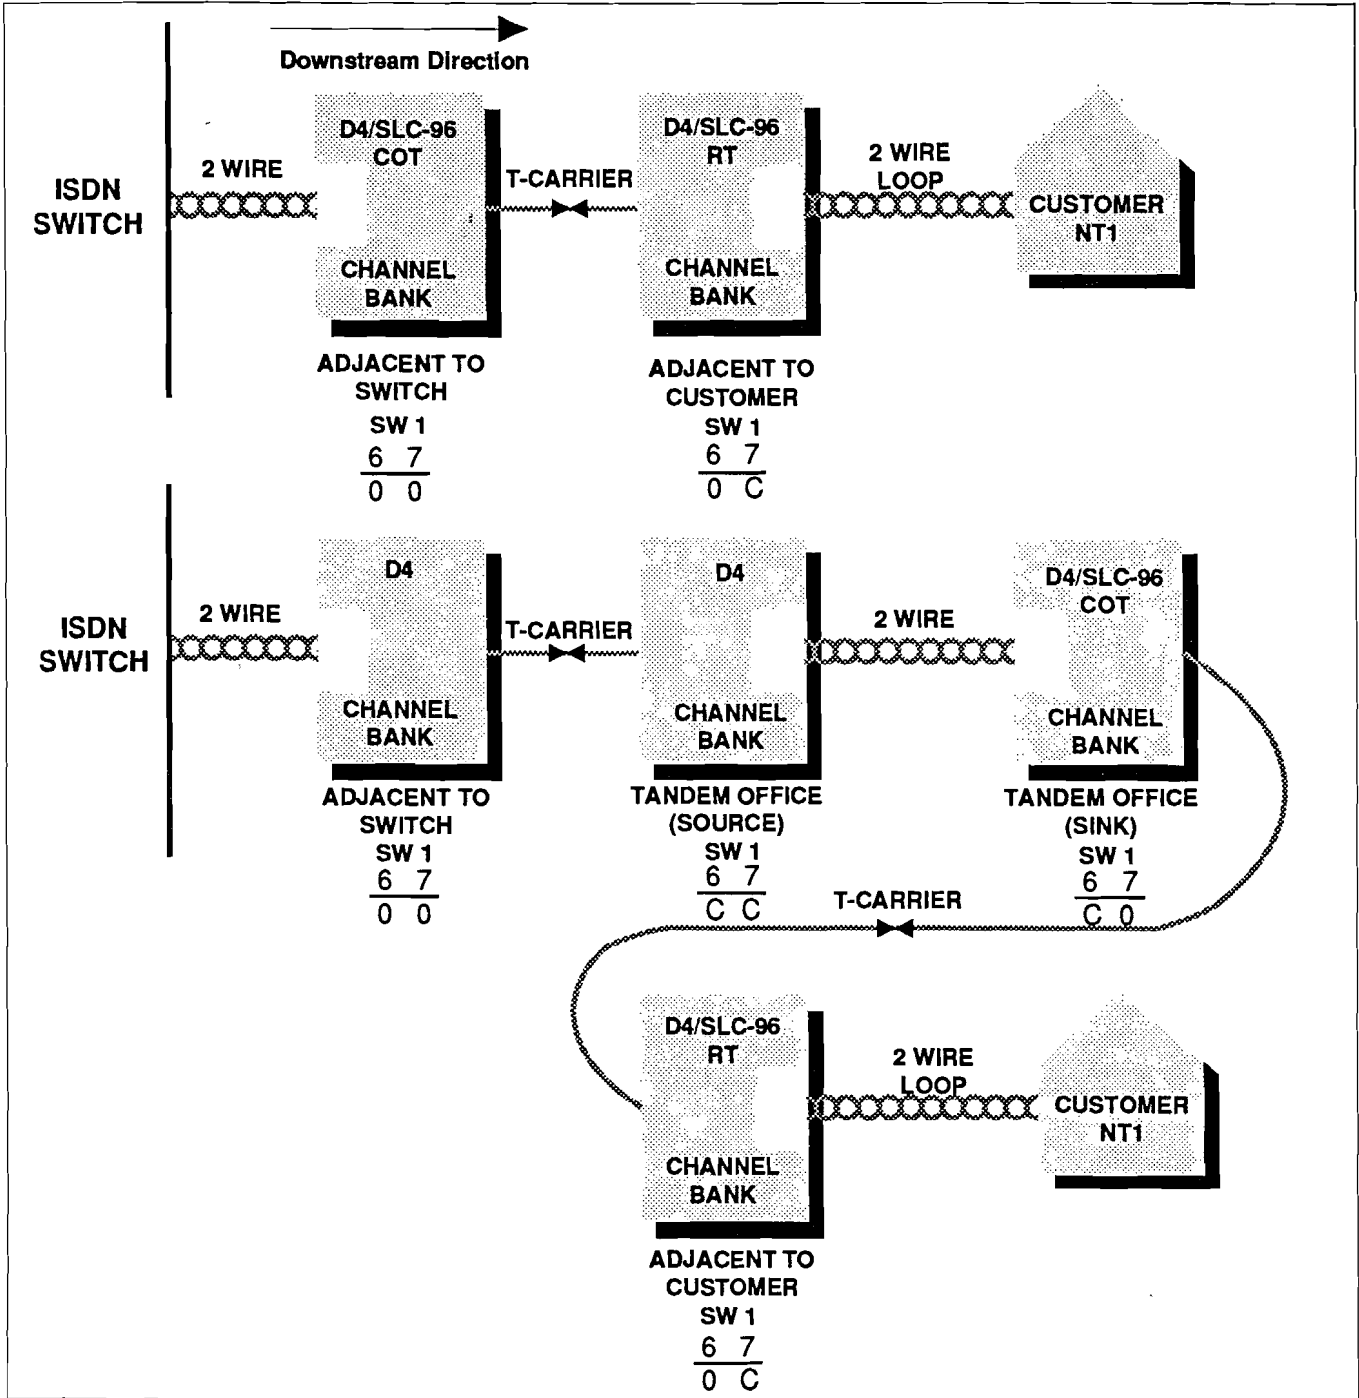 Downstream Direction
ISDN
SWITCH
2 WIRE
D4/SLC-96
COT
CHANNEL
BANK
T-CARRIER
D4/SLC-96
RT
CHANNEL
BANK
2 WIRE
LOOP
CUSTOMER
NT1
ADJACENT TO
SWITCH
SW 1
6 7
0 0
ADJACENT TO
CUSTOMER
SW 1
6 7
0 C
ISDN
SWITCH
2 WIRE
D4
CHANNEL
BANK
T-CARRIER
D4
CHANNEL
BANK
2 WIRE
D4/SLC-96
COT
CHANNEL
BANK
ADJACENT TO
SWITCH
SW 1
6 7
0 0
TANDEM OFFICE
(SOURCE)
SW 1
6 7
C C
TANDEM OFFICE
(SINK)
SW 1
6 7
C 0
T-CARRIER
D4/SLC-96
RT
CHANNEL
BANK
2 WIRE
LOOP
CUSTOMER
NT1
ADJACENT TO
CUSTOMER
SW 1
6 7
0 C